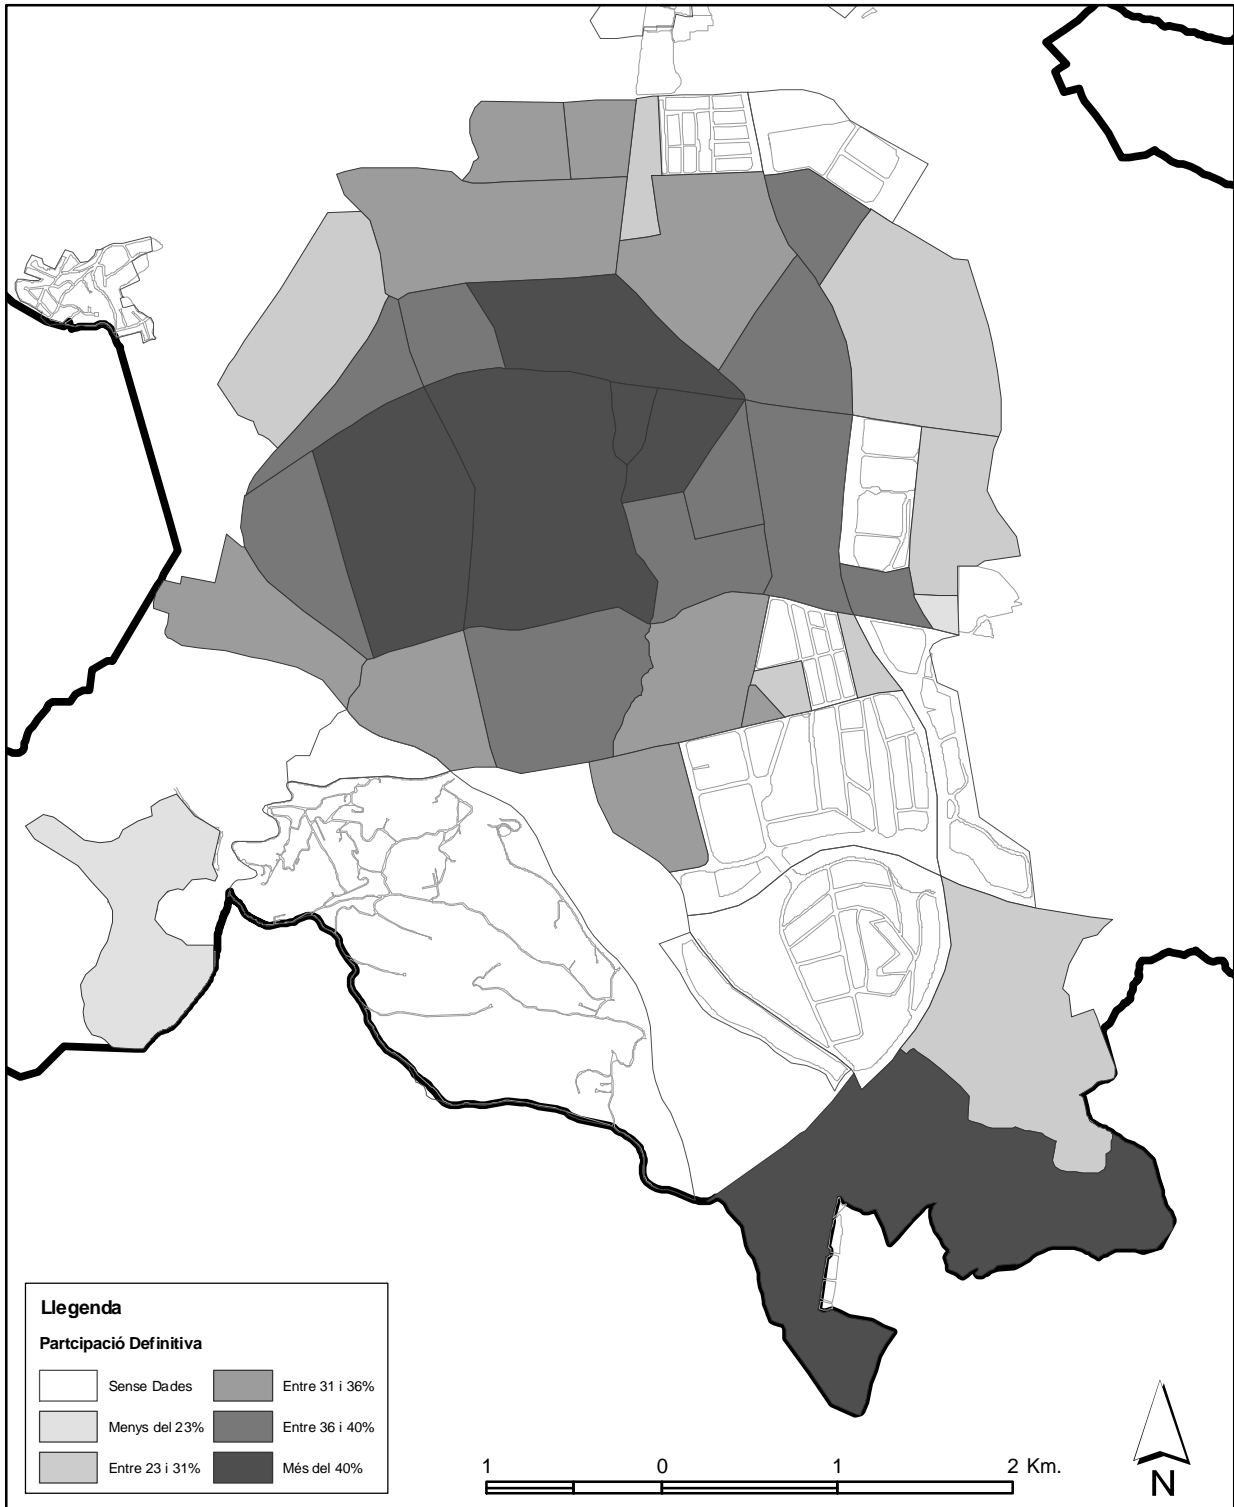 Llegenda
Partcipació Definitiva
Sense Dades
Menys del 23%
Entre 23 i 31%
Entre 31 i 36%
Entre 36 i 40%
Més del 40%
1 0 1 2 Km.
N